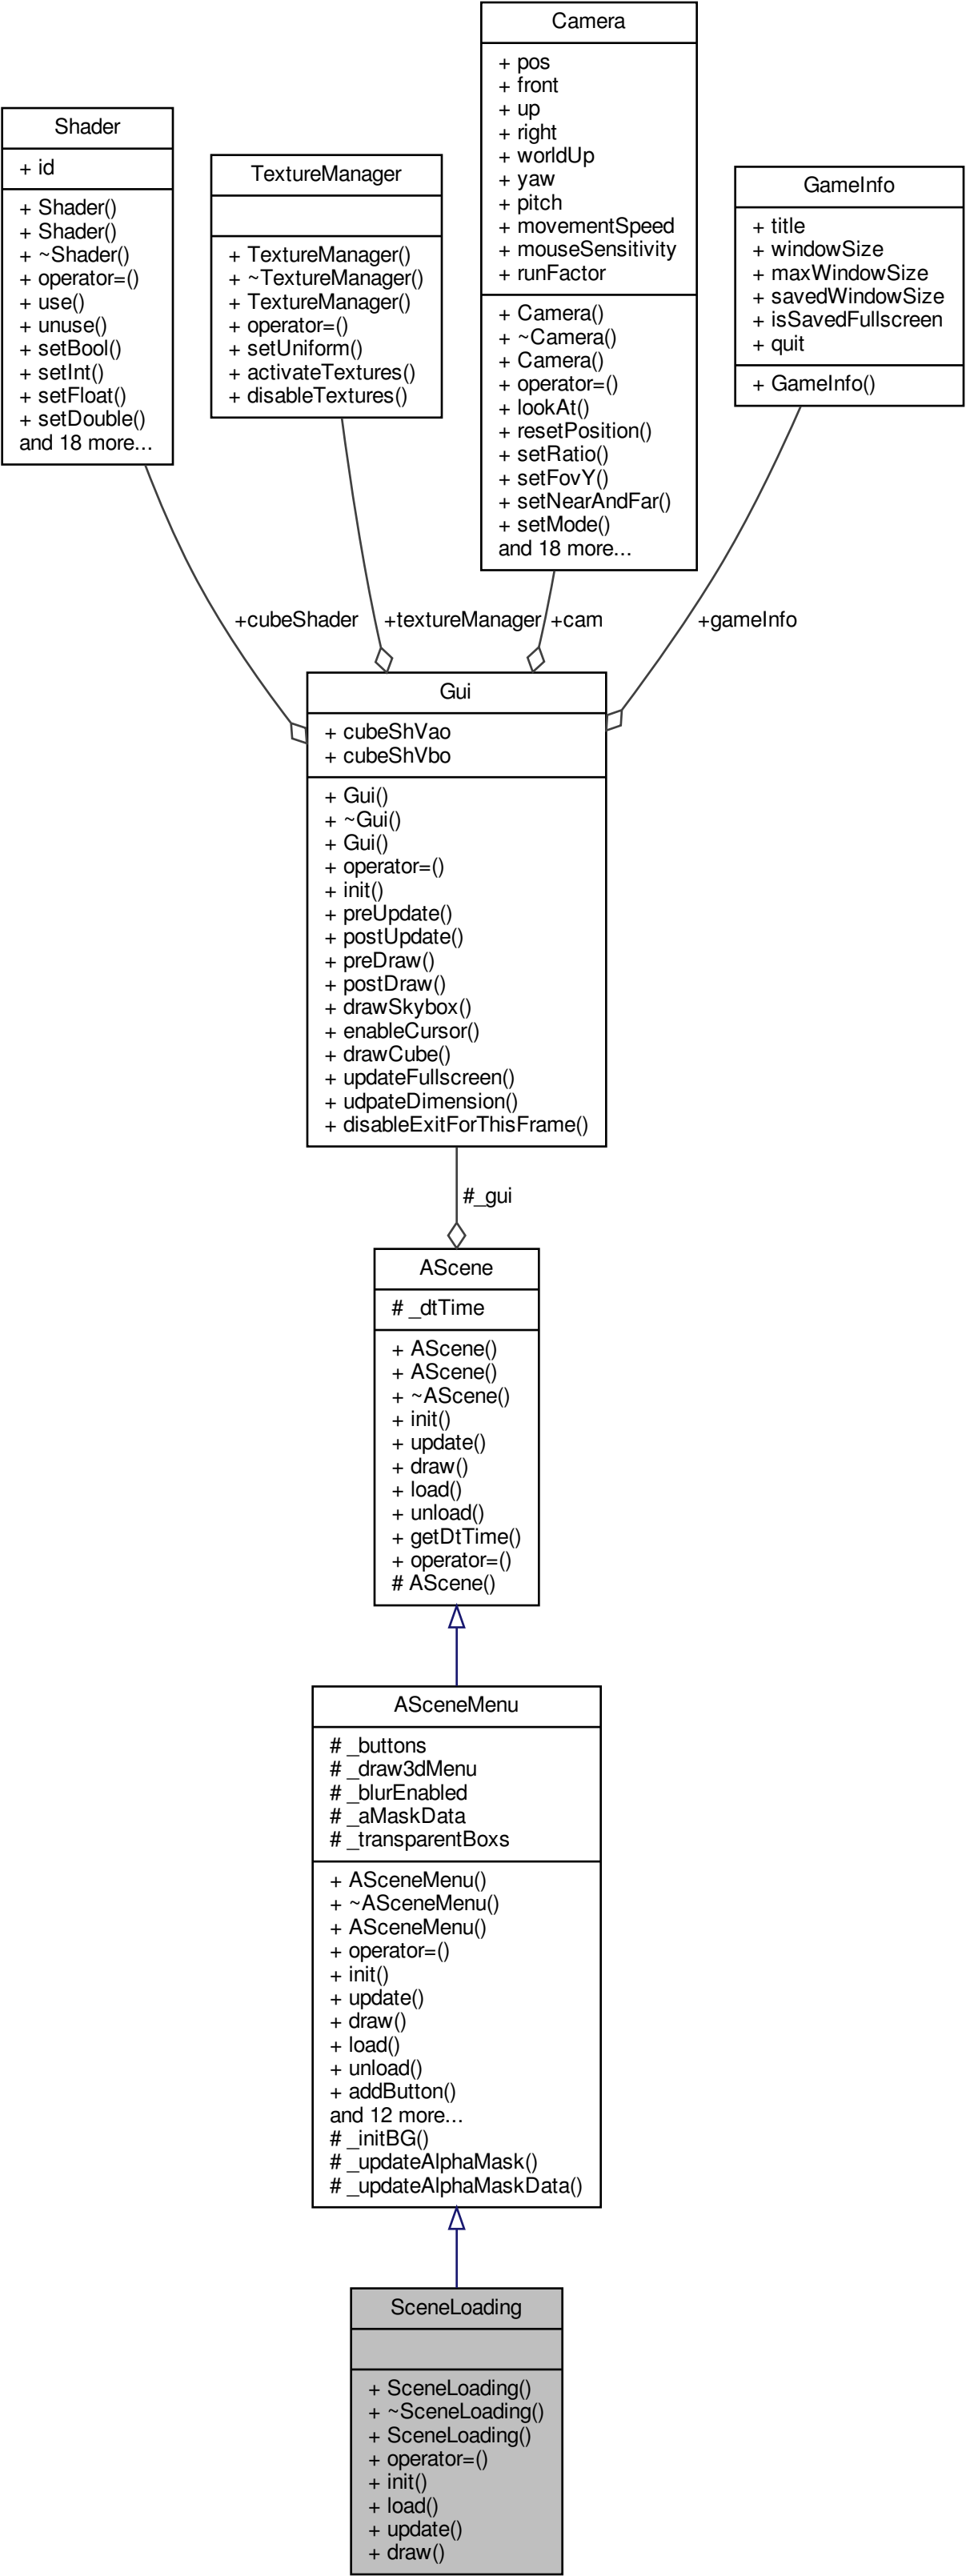 Camera
+ pos
+ front
+ up
+ right
+ worldUp
+ yaw
+ pitch
+ movementSpeed
+ mouseSensitivity
+ runFactor
+ Camera()
+ ~Camera()
+ Camera()
+ operator=()
+ lookAt()
+ resetPosition()
+ setRatio()
+ setFovY()
+ setNearAndFar()
+ setMode()
and 18 more...
Shader
+ id
+ Shader()
+ Shader()
+ ~Shader()
+ operator=()
+ use()
+ unuse()
+ setBool()
+ setInt()
+ setFloat()
+ setDouble()
and 18 more...
TextureManager
+ TextureManager()
+ ~TextureManager()
+ TextureManager()
+ operator=()
+ setUniform()
+ activateTextures()
+ disableTextures()
GameInfo
+ title
+ windowSize
+ maxWindowSize
+ savedWindowSize
+ isSavedFullscreen
+ quit
+ GameInfo()
+cubeShader
+textureManager
+cam
+gameInfo
Gui
+ cubeShVao
+ cubeShVbo
+ Gui()
+ ~Gui()
+ Gui()
+ operator=()
+ init()
+ preUpdate()
+ postUpdate()
+ preDraw()
+ postDraw()
+ drawSkybox()
+ enableCursor()
+ drawCube()
+ updateFullscreen()
+ udpateDimension()
+ disableExitForThisFrame()
#_gui
AScene
# _dtTime
+ AScene()
+ AScene()
+ ~AScene()
+ init()
+ update()
+ draw()
+ load()
+ unload()
+ getDtTime()
+ operator=()
# AScene()
ASceneMenu
# _buttons
# _draw3dMenu
# _blurEnabled
# _aMaskData
# _transparentBoxs
+ ASceneMenu()
+ ~ASceneMenu()
+ ASceneMenu()
+ operator=()
+ init()
+ update()
+ draw()
+ load()
+ unload()
+ addButton()
and 12 more...
# _initBG()
# _updateAlphaMask()
# _updateAlphaMaskData()
SceneLoading
+ SceneLoading()
+ ~SceneLoading()
+ SceneLoading()
+ operator=()
+ init()
+ load()
+ update()
+ draw()